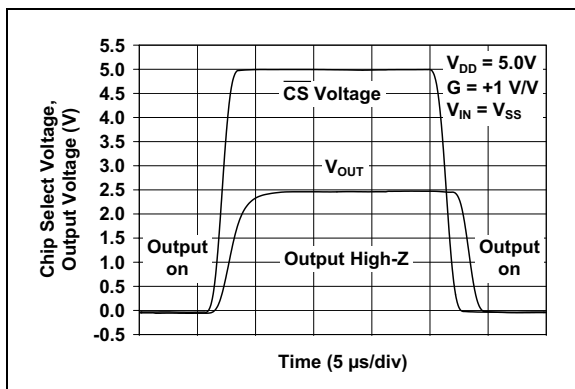 Chip Select Voltage,
Output Voltage (V)
5.5
5.0
4.5
4.0
3.5
3.0
2.5
2.0
1.5
1.0
0.5
0.0
-0.5
V_DD = 5.0V
G = +1 V/V
V_IN = V_SS
C̅S̅ Voltage
V_OUT
Output
on
Output High-Z
Output
on
Time (5 µs/div)